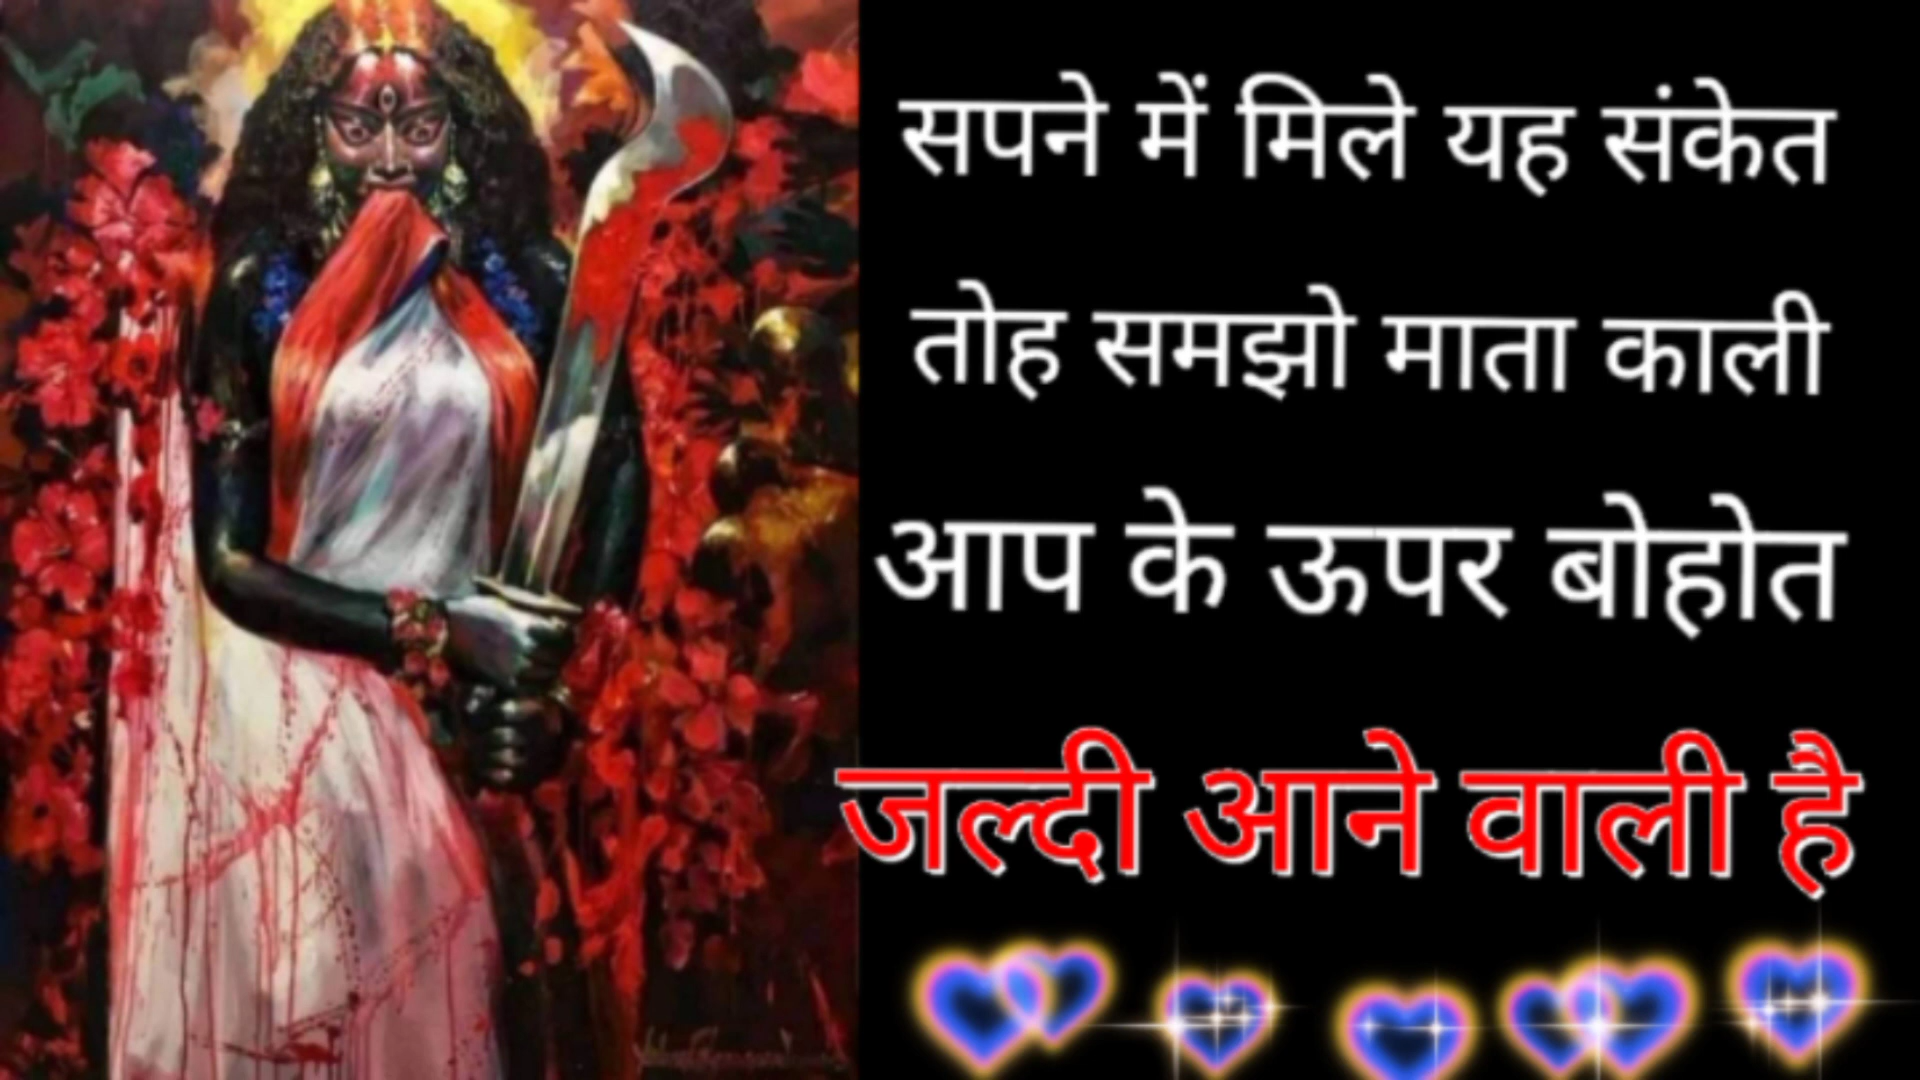 सपने में मिले यह संकेत
तोह समझो माता काली
आप के ऊपर बोहोत
जल्दी आने वाली है